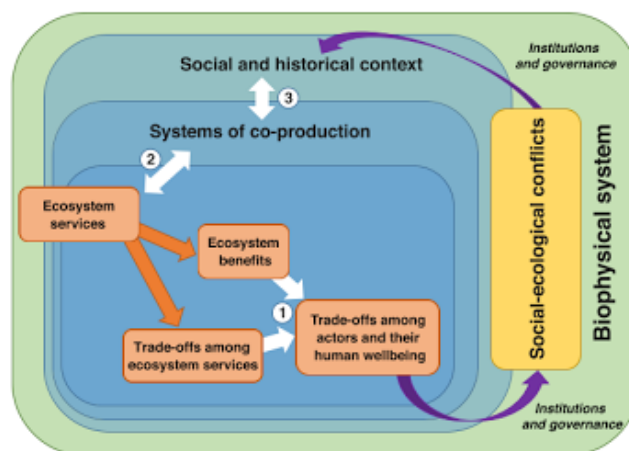 Institutions
and governance
Social and historical context
3
Systems of co-production
2
Ecosystem
services
Ecosystem
benefits
1
Trade-offs among
ecosystem services
Trade-offs among
actors and their
human wellbeing
Social-ecological conflicts
Biophysical system
Institutions
and governance